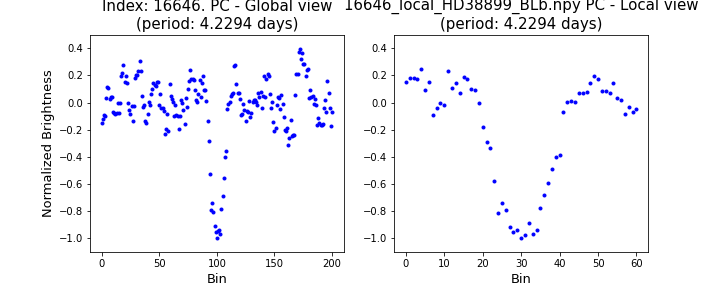 Index: 16646. PC - Global view
(period: 4.2294 days)
16646_local_HD38899_BLb.npy PC - Local view
(period: 4.2294 days)
Normalized Brightness
0.4
0.2
0.0
−0.2
−0.4
−0.6
−0.8
−1.0
0 50 100 150 200
Bin
0.4
0.2
0.0
−0.2
−0.4
−0.6
−0.8
−1.0
0 10 20 30 40 50 60
Bin